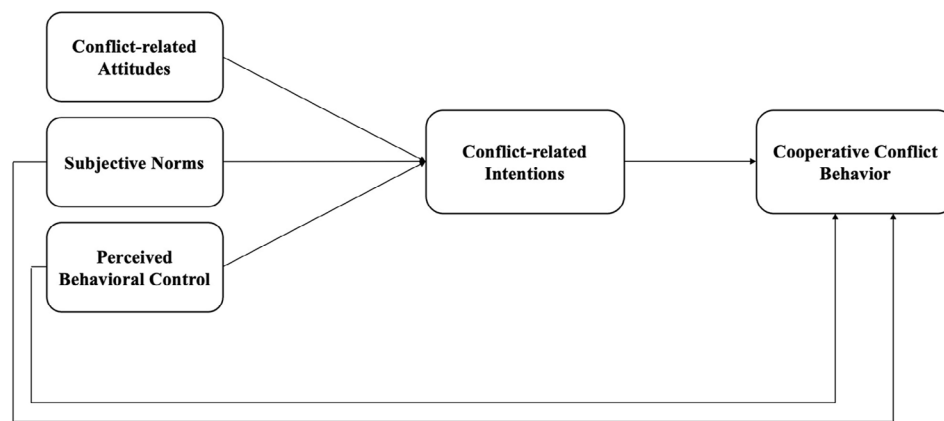 Conflict-related
Attitudes
Subjective Norms
Perceived
Behavioral Control
Conflict-related
Intentions
Cooperative Conflict
Behavior